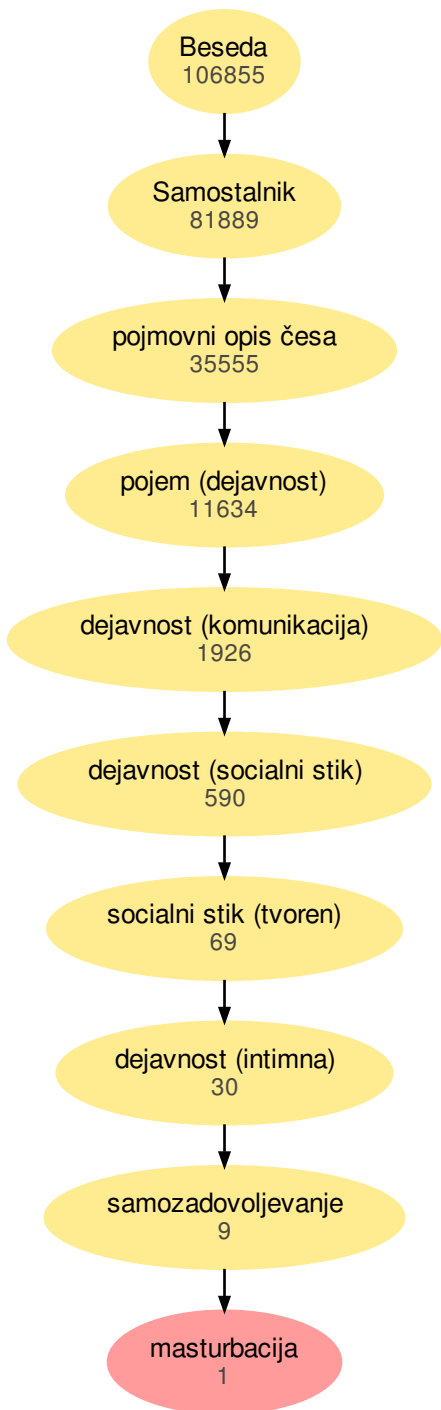 Beseda
106855
Samostalnik
81889
pojmovni opis česa
35555
pojem (dejavnost)
11634
dejavnost (komunikacija)
1926
dejavnost (socialni stik)
590
socialni stik (tvoren)
69
dejavnost (intimna)
30
samozadovoljevanje
9
masturbacija
1